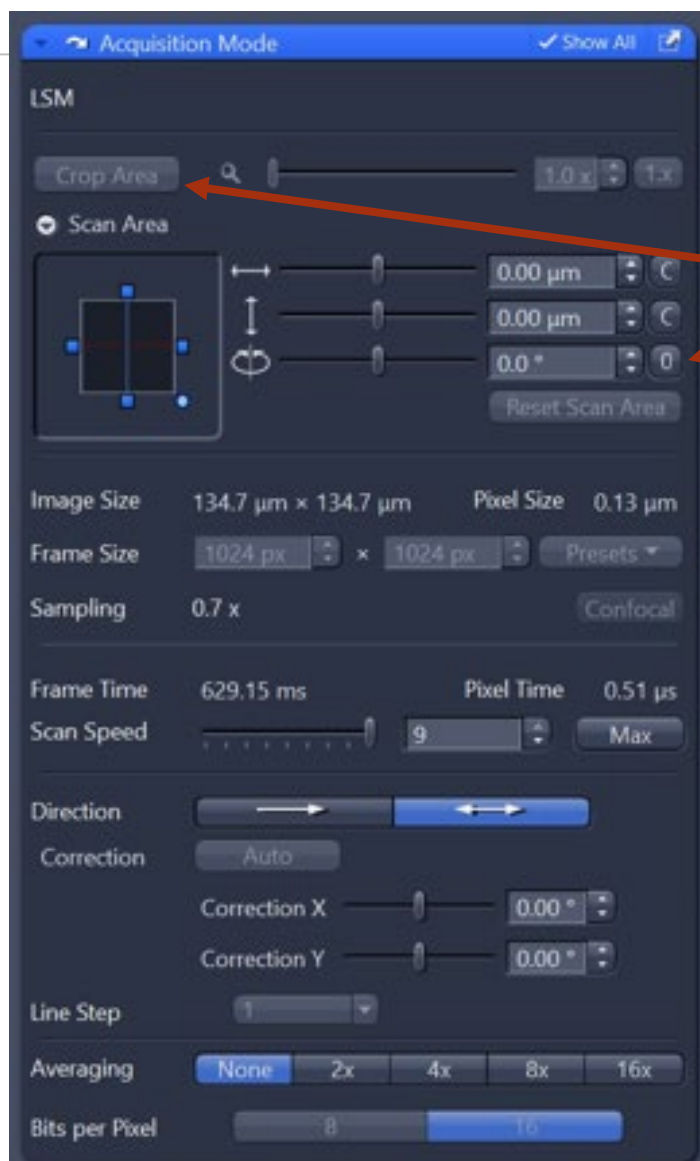 Acquisition Mode Show All
LSM
Crop Area 1.0 x 1x
Scan Area
0.00 µm C
0.00 µm C
0.0 ° 0
Reset Scan Area
Image Size 134.7 µm × 134.7 µm Pixel Size 0.13 µm
Frame Size 1024 px × 1024 px Presets
Sampling 0.7 x Confocal
Frame Time 629.15 ms Pixel Time 0.51 µs
Scan Speed 9 Max
Direction
Correction Auto
Correction X 0.00 °
Correction Y 0.00 °
Line Step 1
Averaging None 2x 4x 8x 16x
Bits per Pixel 8 16